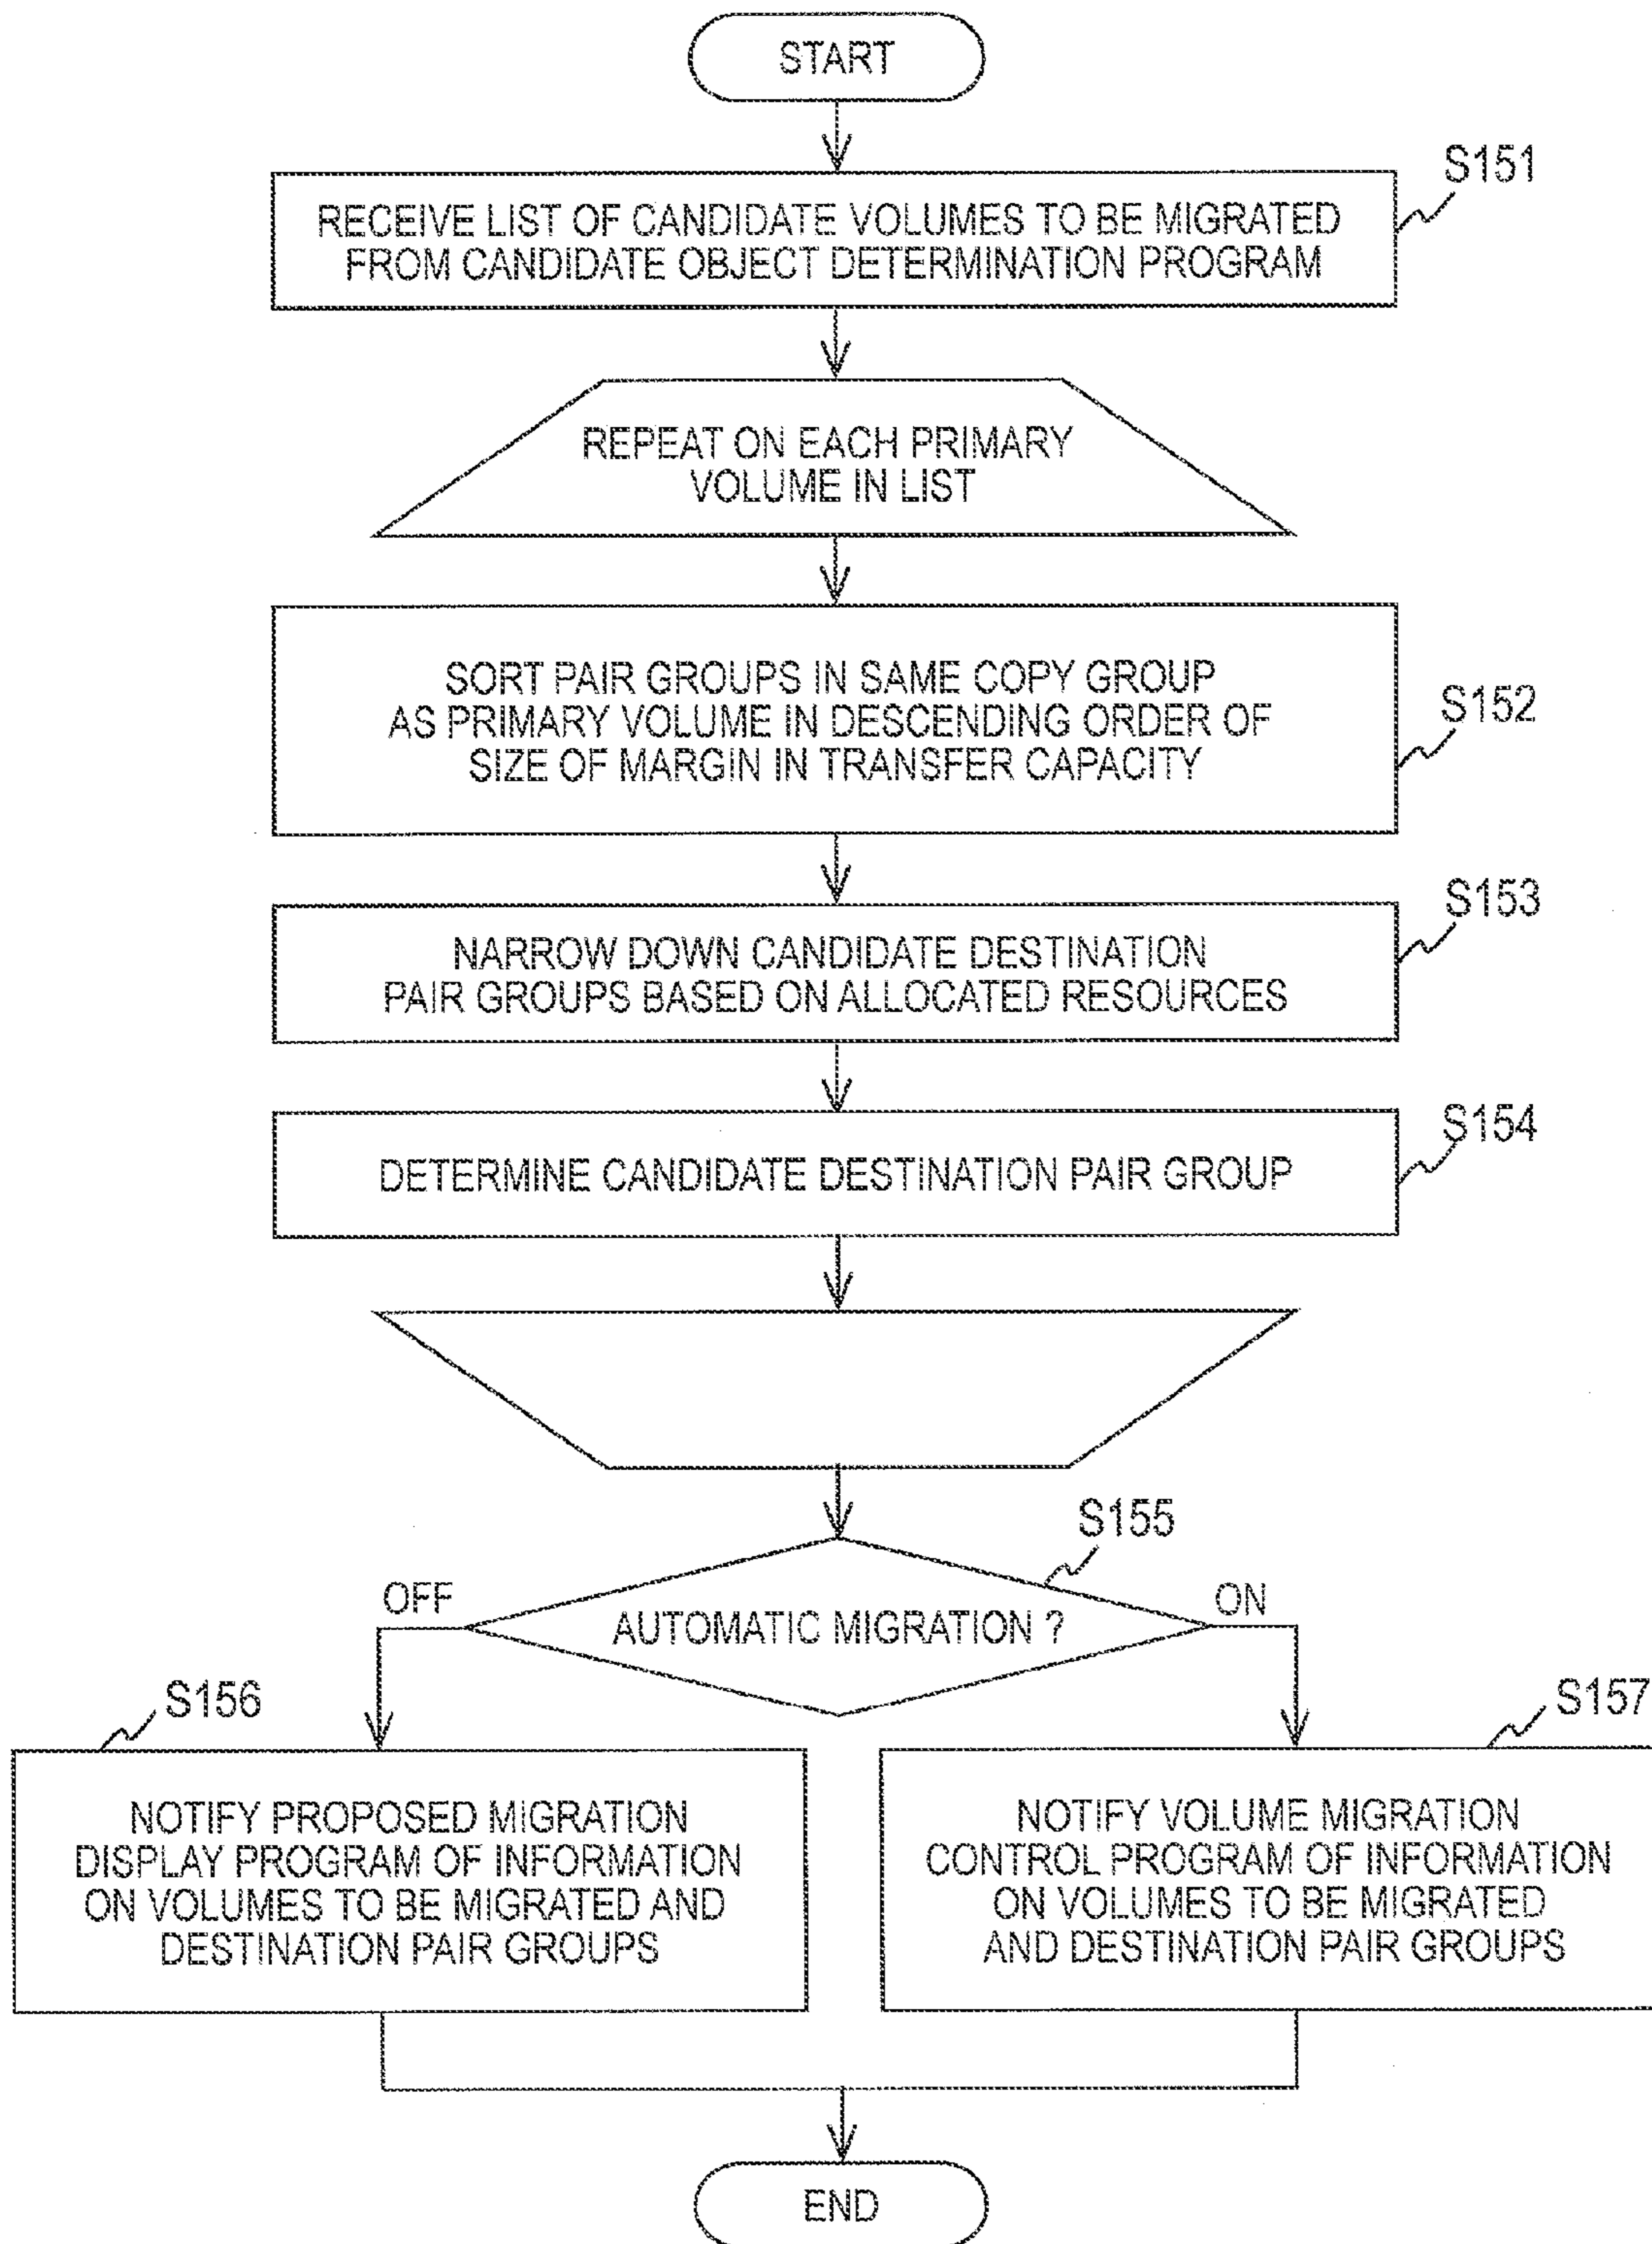 START
S151
RECEIVE LIST OF CANDIDATE VOLUMES TO BE MIGRATED
FROM CANDIDATE OBJECT DETERMINATION PROGRAM
REPEAT ON EACH PRIMARY
VOLUME IN LIST
SORT PAIR GROUPS IN SAME COPY GROUP
AS PRIMARY VOLUME IN DESCENDING ORDER OF
SIZE OF MARGIN IN TRANSFER CAPACITY
S152
S153
NARROW DOWN CANDIDATE DESTINATION
PAIR GROUPS BASED ON ALLOCATED RESOURCES
S154
DETERMINE CANDIDATE DESTINATION PAIR GROUP
S155
OFF
AUTOMATIC MIGRATION ?
ON
S156
NOTIFY PROPOSED MIGRATION
DISPLAY PROGRAM OF INFORMATION
ON VOLUMES TO BE MIGRATED AND
DESTINATION PAIR GROUPS
S157
NOTIFY VOLUME MIGRATION
CONTROL PROGRAM OF INFORMATION
ON VOLUMES TO BE MIGRATED
AND DESTINATION PAIR GROUPS
END